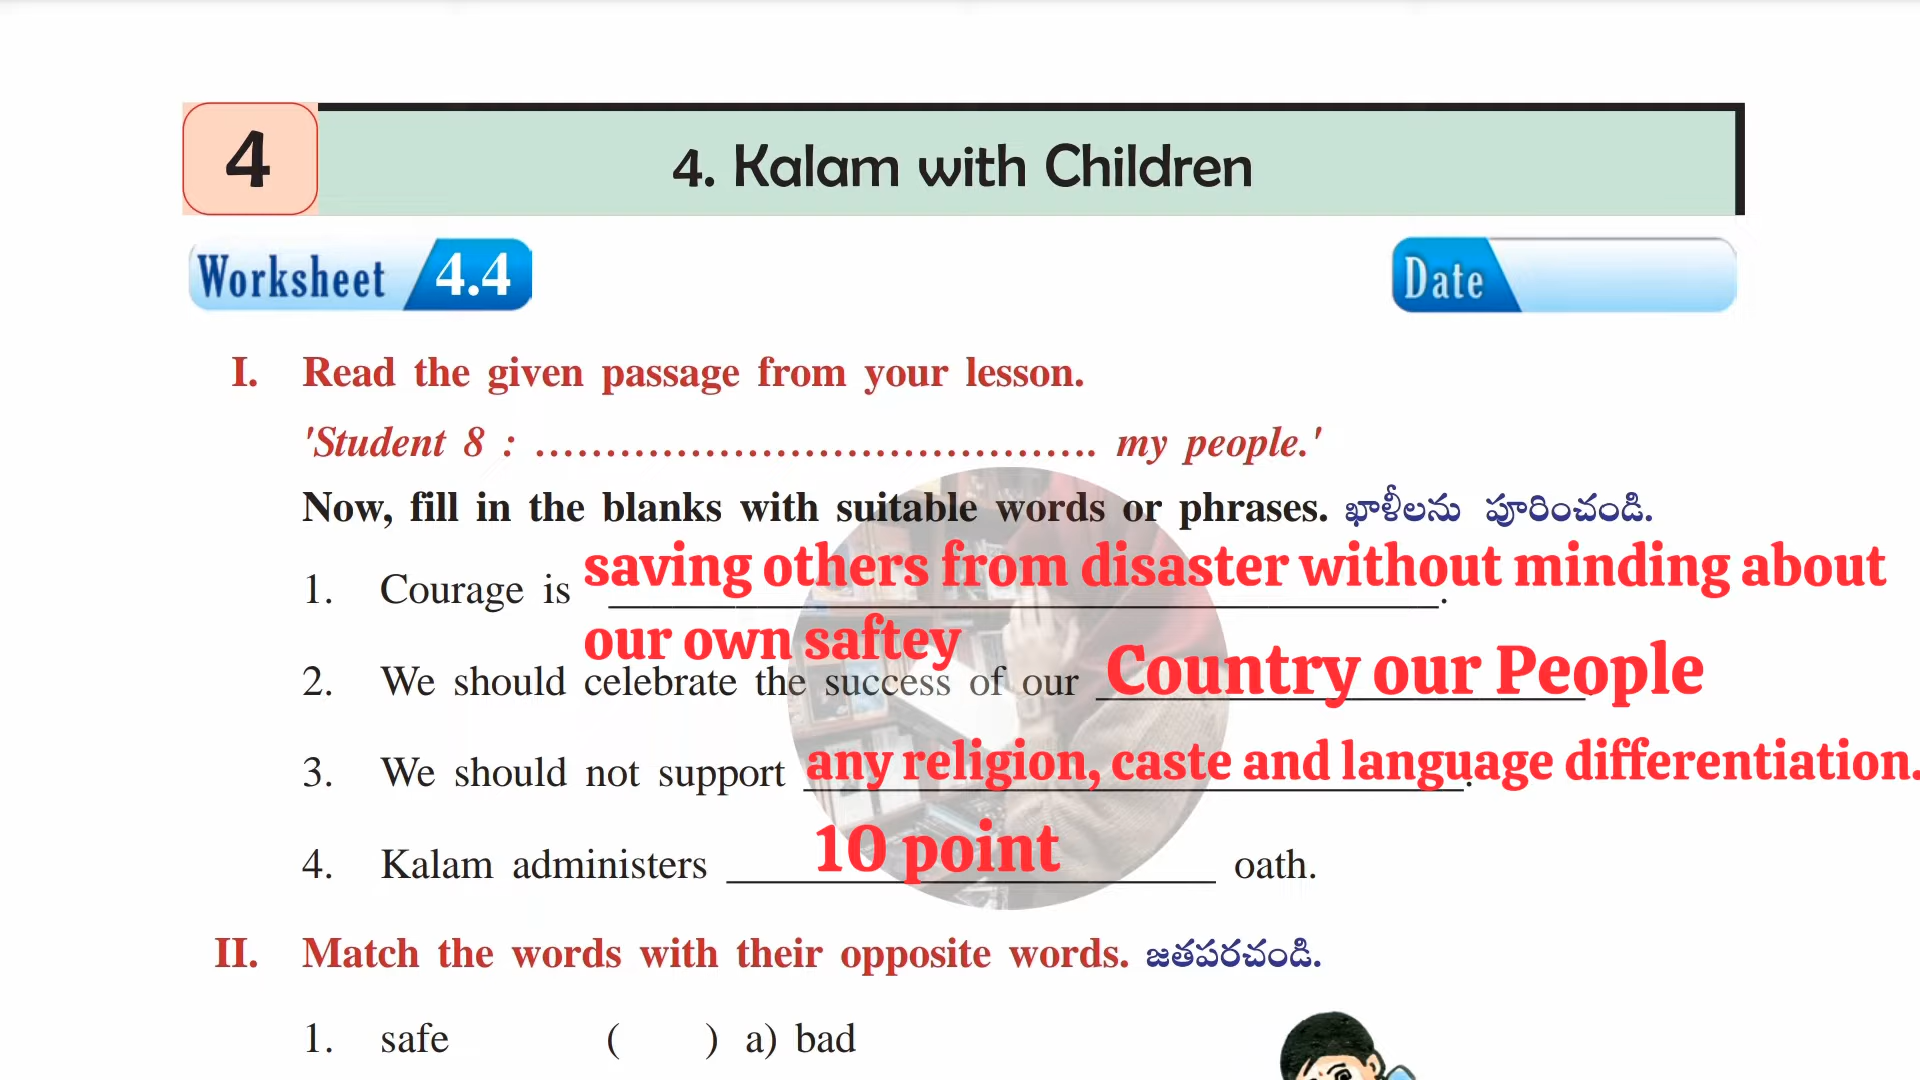 4
4. Kalam with Children
Worksheet 4.4
Date
I. Read the given passage from your lesson.
'Student 8 : ........................................ my people.'
Now, fill in the blanks with suitable words or phrases. ఖాళీలను పూరించండి.
saving others from disaster without minding about
1. Courage is ________________________________________.
our own saftey
2. We should celebrate the success of our Country our People
3. We should not support any religion, caste and language differentiation.
4. Kalam administers 10 point oath.
II. Match the words with their opposite words. జతపరచండి.
1. safe ( ) a) bad